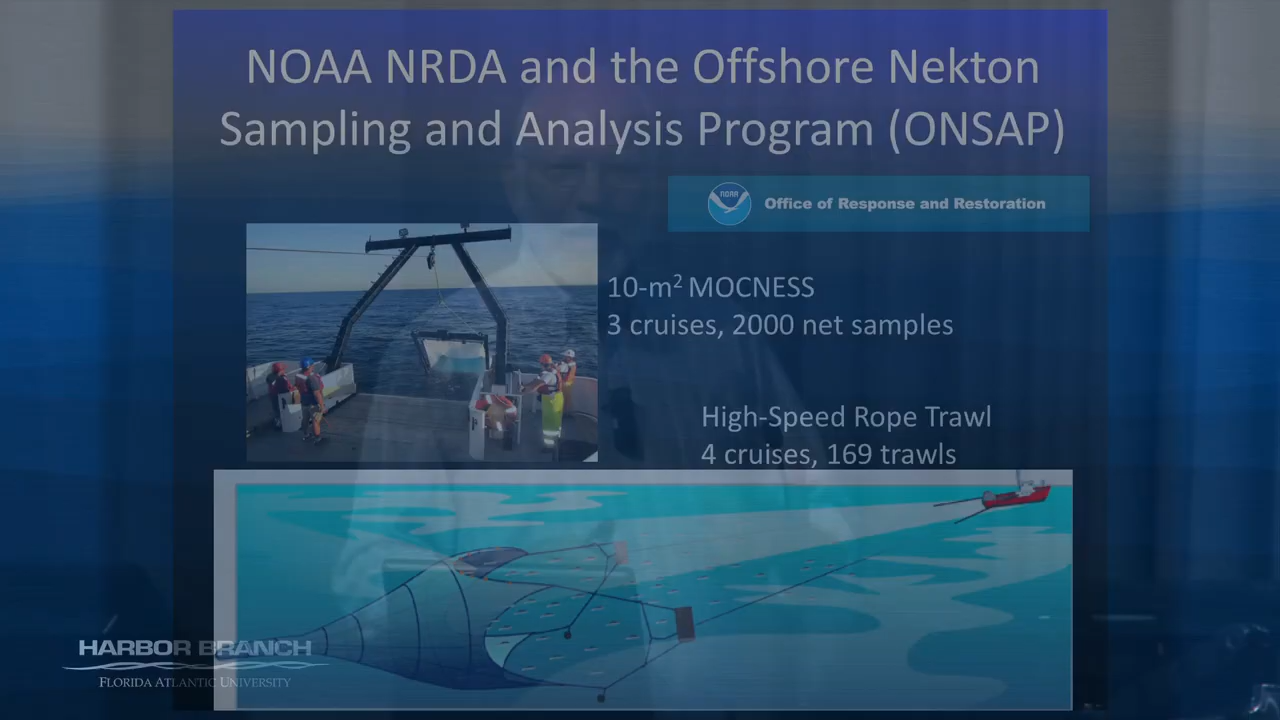 NOAA NRDA and the Offshore Nekton
Sampling and Analysis Program (ONSAP)
NOAA
Office of Response and Restoration
10-m² MOCNESS
3 cruises, 2000 net samples
High-Speed Rope Trawl
4 cruises, 169 trawls
HARBOR BRANCH
FLORIDA ATLANTIC UNIVERSITY